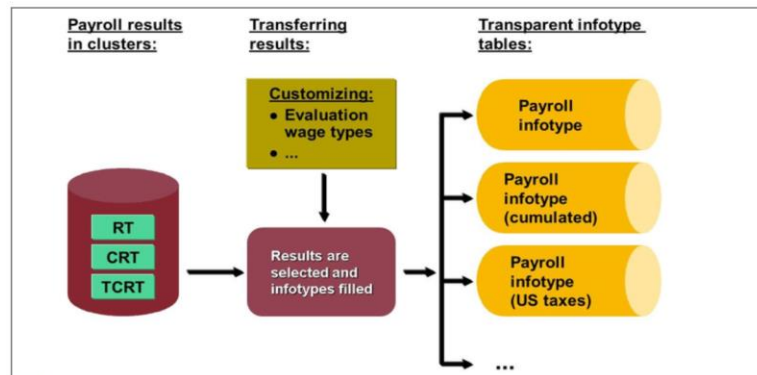 Payroll results
in clusters:
Transferring
results:
Transparent infotype
tables:
Customizing:
● Evaluation
wage types
● ...
RT
CRT
TCRT
Results are
selected and
infotypes filled
Payroll
infotype
Payroll
infotype
(cumulated)
Payroll
infotype
(US taxes)
...